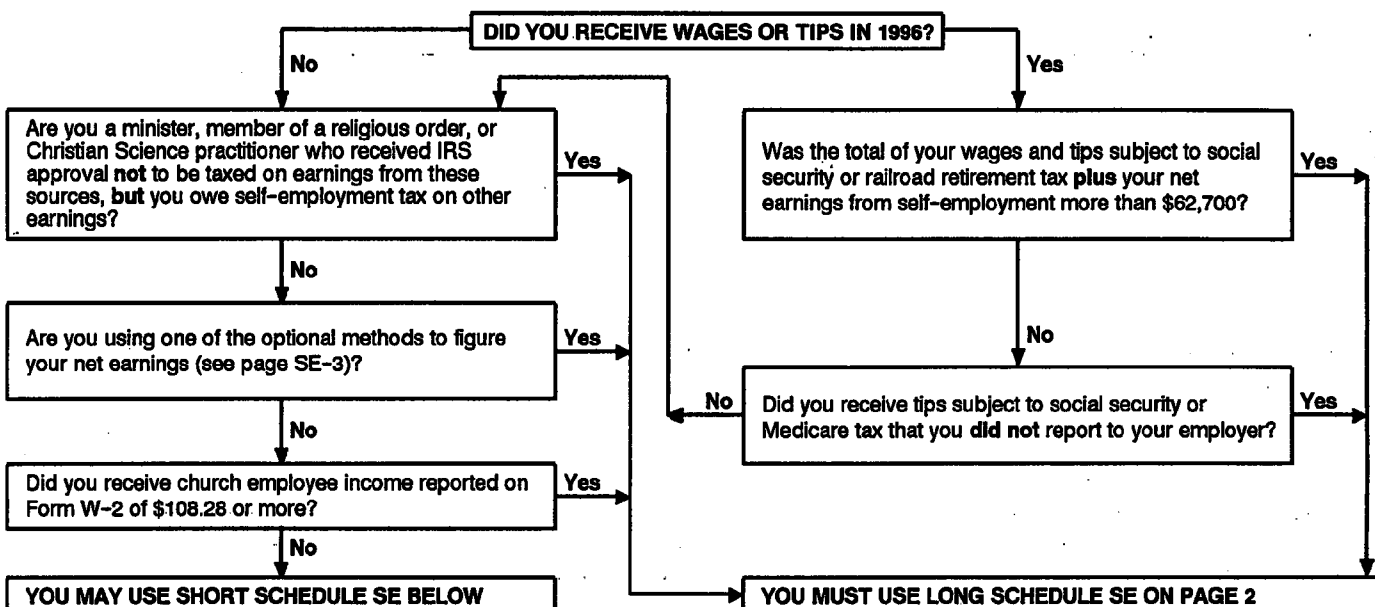 DID YOU RECEIVE WAGES OR TIPS IN 1996?
No
Yes
Are you a minister, member of a religious order, or
Christian Science practitioner who received IRS
approval not to be taxed on earnings from these
sources, but you owe self-employment tax on other
earnings?
Yes
Was the total of your wages and tips subject to social
security or railroad retirement tax plus your net
earnings from self-employment more than $62,700?
Yes
No
No
Are you using one of the optional methods to figure
your net earnings (see page SE-3)?
Yes
No
Did you receive tips subject to social security or
Medicare tax that you did not report to your employer?
Yes
No
Did you receive church employee income reported on
Form W-2 of $108.28 or more?
Yes
No
YOU MAY USE SHORT SCHEDULE SE BELOW
YOU MUST USE LONG SCHEDULE SE ON PAGE 2